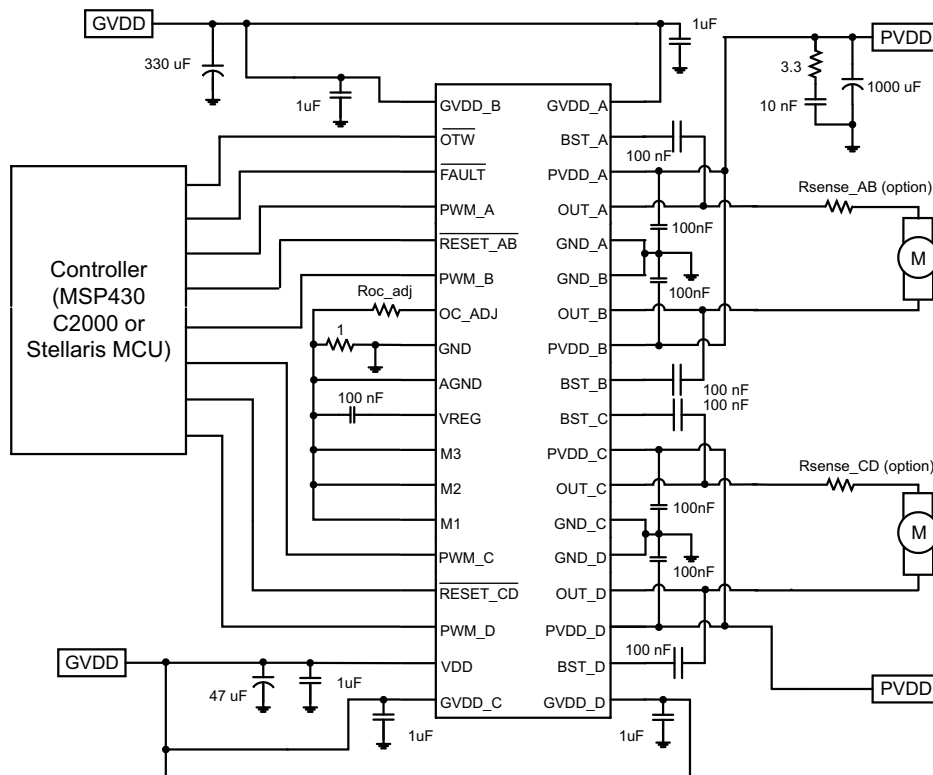 GVDD
330 uF
1uF
1uF
PVDD
3.3
10 nF
1000 uF
Controller
(MSP430
C2000 or
Stellaris MCU)
Roc_adj
1
100 nF
GVDD_B
OTW
FAULT
PWM_A
RESET_AB
PWM_B
OC_ADJ
GND
AGND
VREG
M3
M2
M1
PWM_C
RESET_CD
PWM_D
VDD
GVDD_C
GVDD_A
BST_A
PVDD_A
OUT_A
GND_A
GND_B
OUT_B
PVDD_B
BST_B
BST_C
PVDD_C
OUT_C
GND_C
GND_D
OUT_D
PVDD_D
BST_D
GVDD_D
100 nF
100nF
100nF
100 nF
100 nF
100nF
100nF
100 nF
Rsense_AB (option)
M
Rsense_CD (option)
M
GVDD
47 uF
1uF
1uF
1uF
PVDD